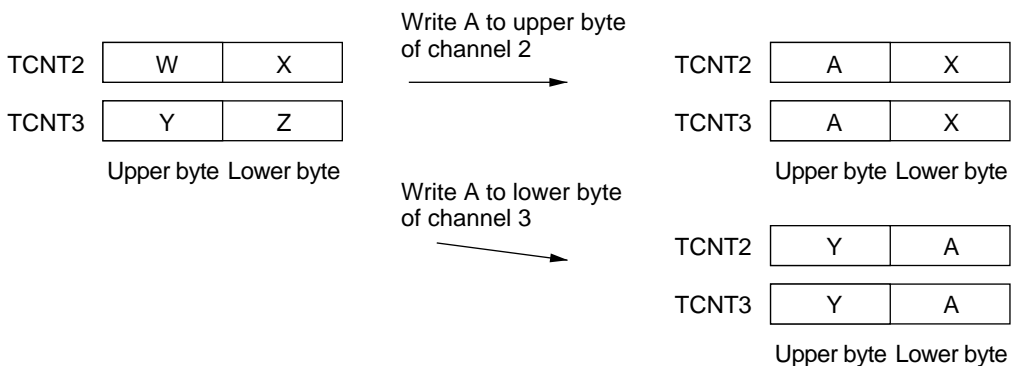 Write A to upper byte
of channel 2
TCNT2 W X
TCNT3 Y Z
Upper byte Lower byte
TCNT2 A X
TCNT3 A X
Upper byte Lower byte
Write A to lower byte
of channel 3
TCNT2 Y A
TCNT3 Y A
Upper byte Lower byte